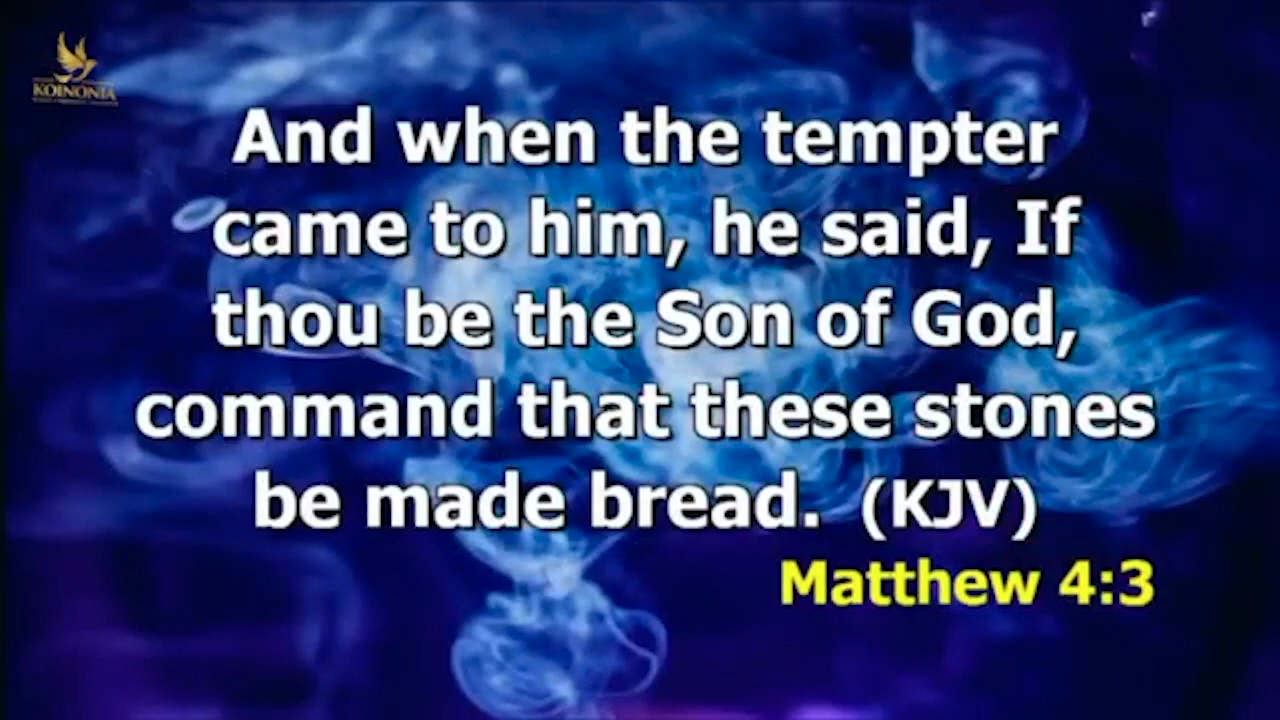 KOINONIA
And when the tempter
came to him, he said, If
thou be the Son of God,
command that these stones
be made bread. (KJV)
Matthew 4:3